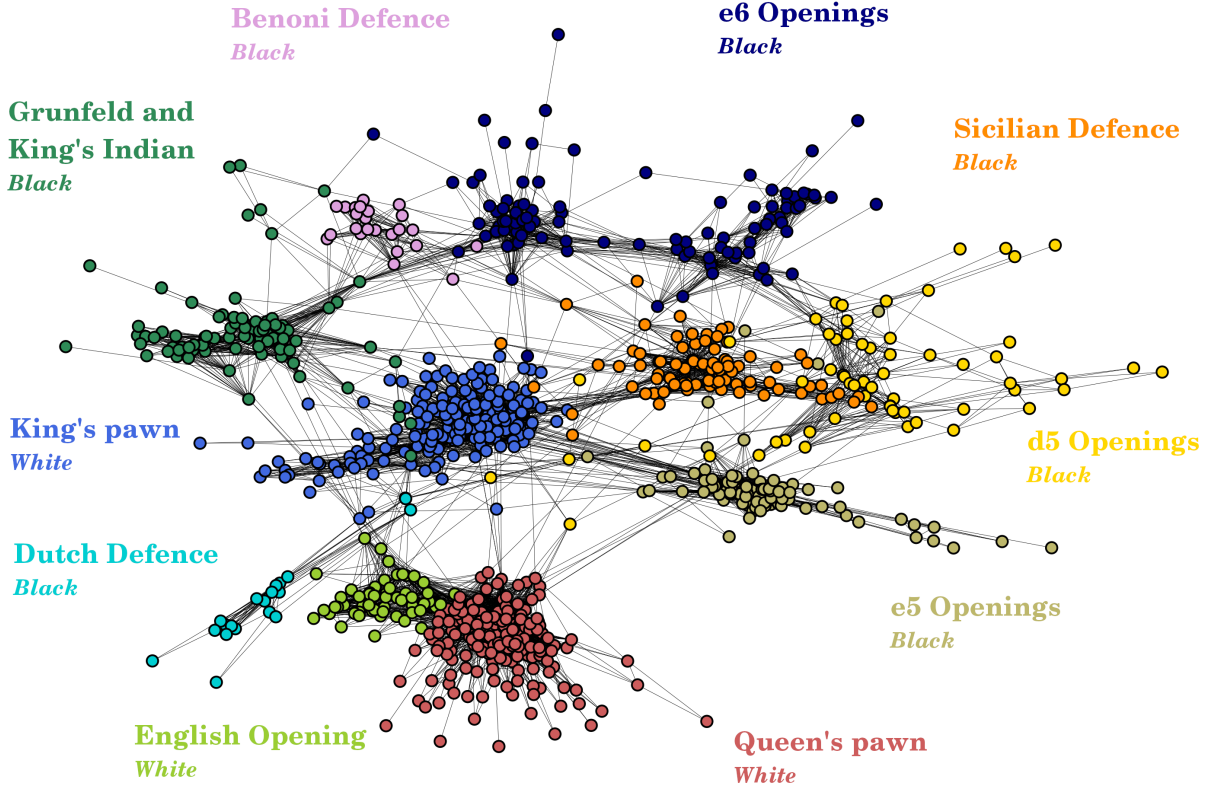 Benoni Defence
Black
e6 Openings
Black
Grunfeld and
King's Indian
Black
Sicilian Defence
Black
King's pawn
White
d5 Openings
Black
Dutch Defence
Black
e5 Openings
Black
English Opening
White
Queen's pawn
White